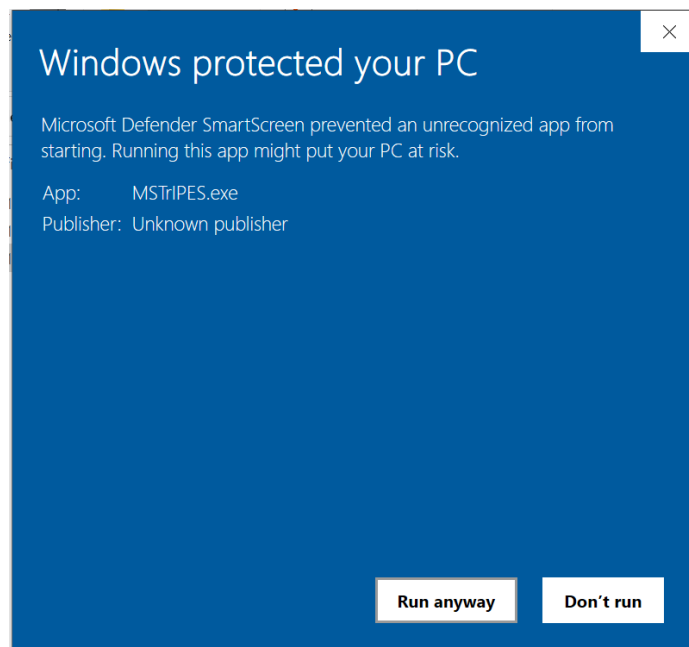 Windows protected your PC
Microsoft Defender SmartScreen prevented an unrecognized app from
starting. Running this app might put your PC at risk.
App: MSTrIPES.exe
Publisher: Unknown publisher
Run anyway Don't run